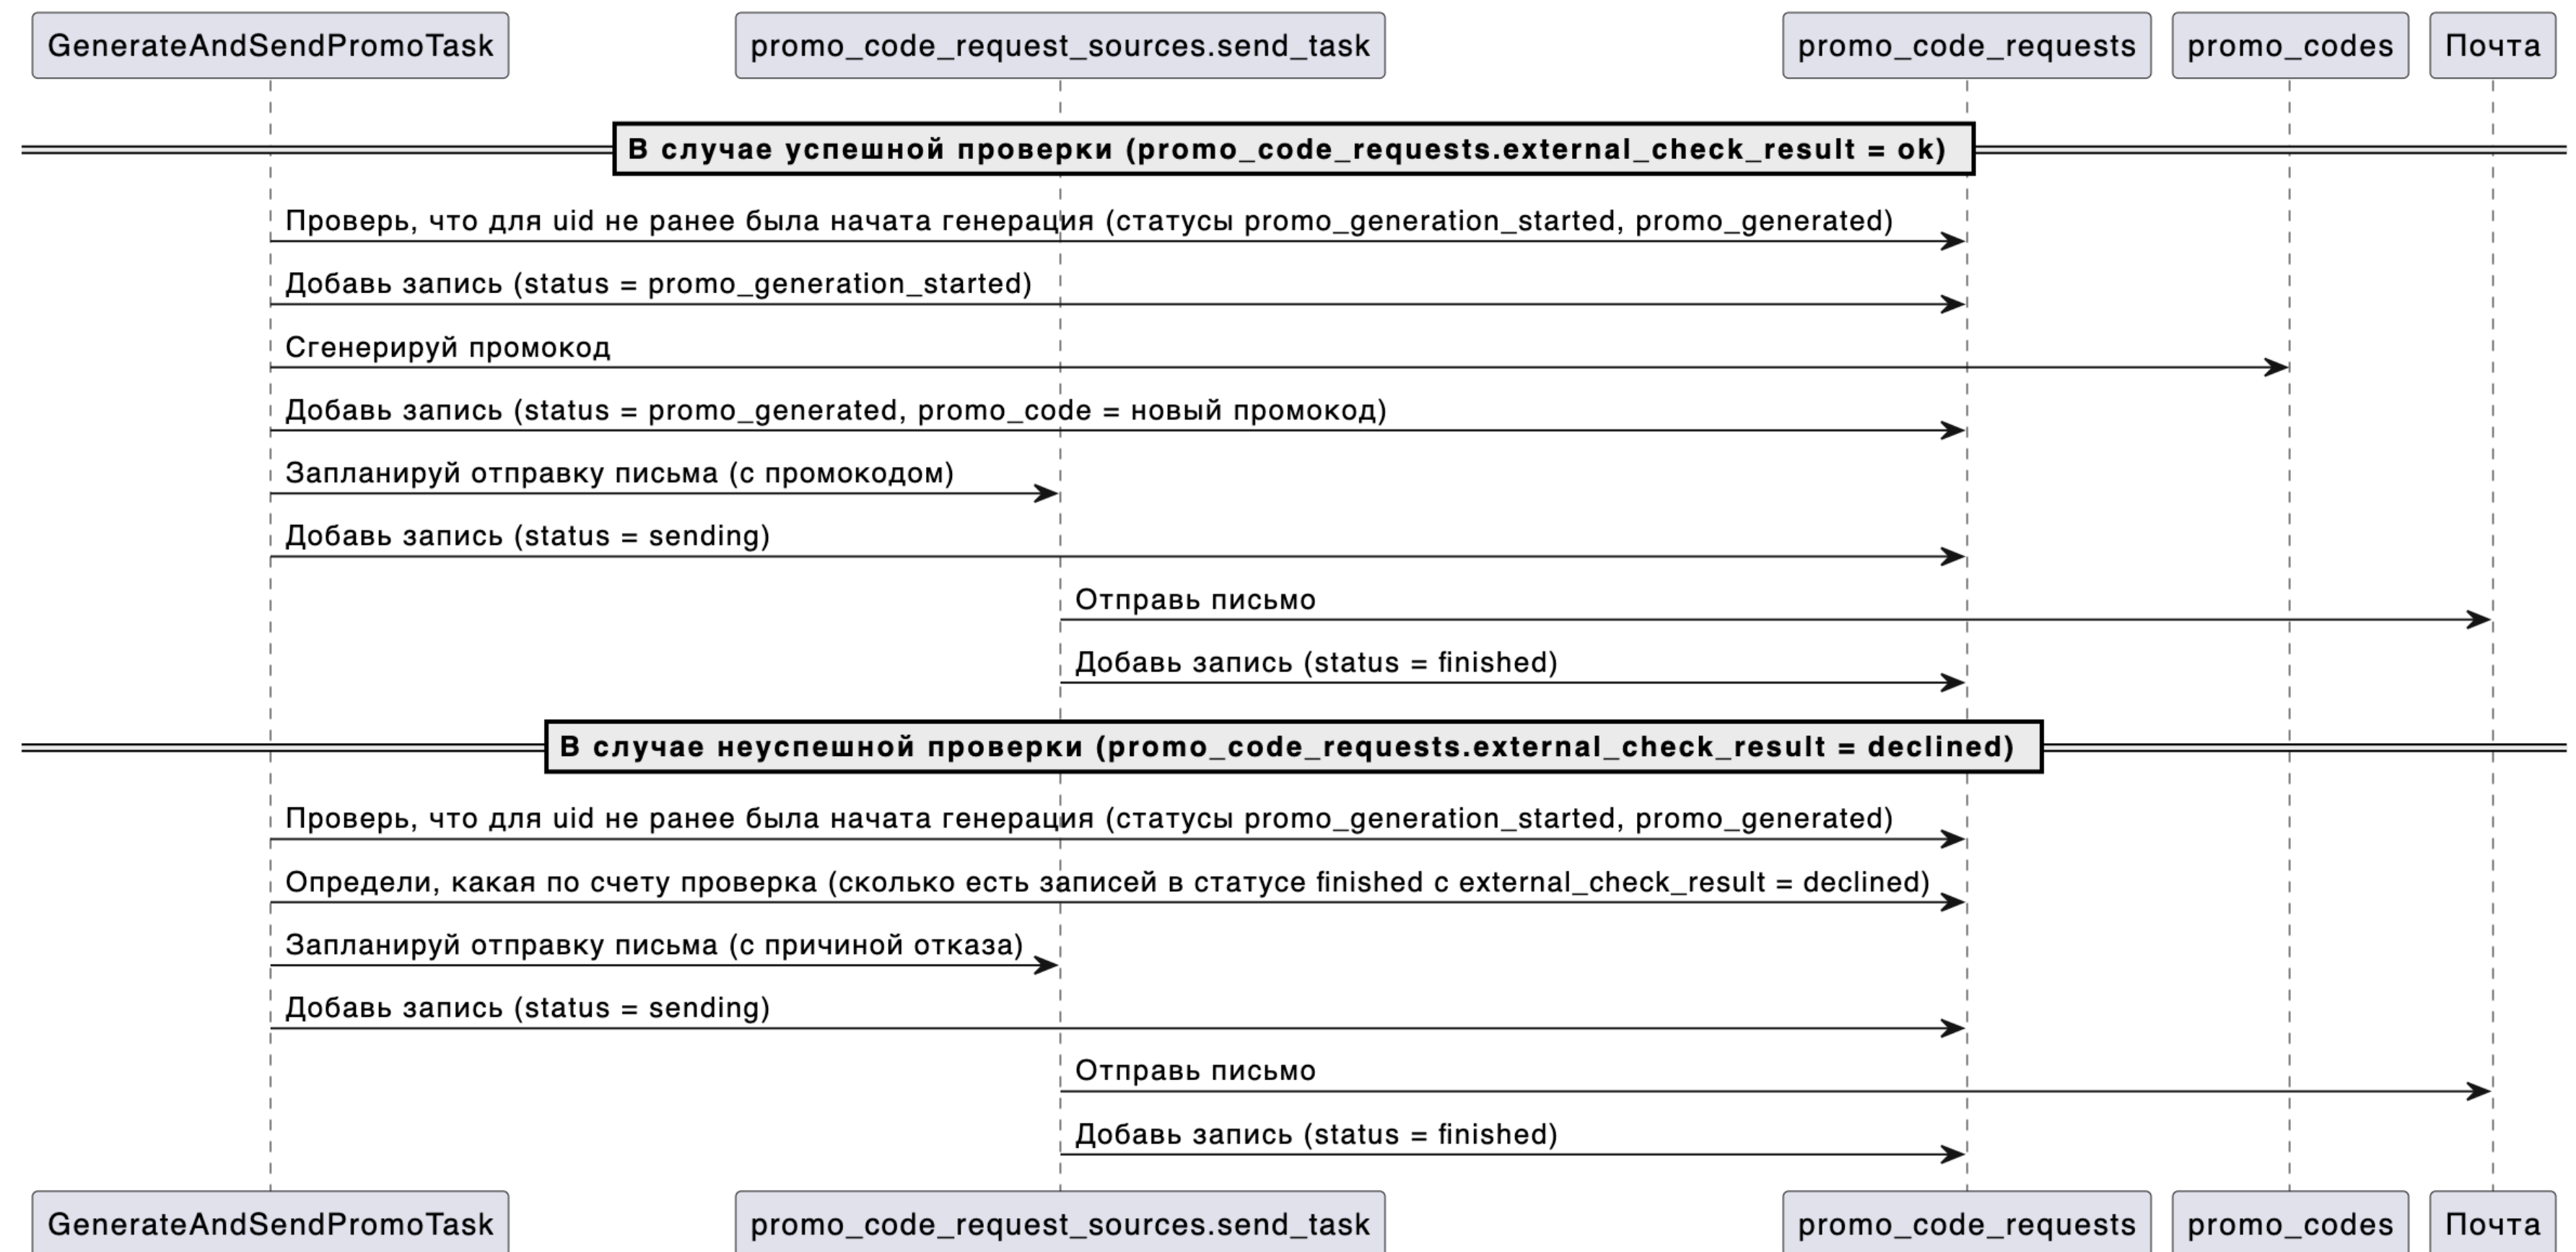 GenerateAndSendPromoTask
promo_code_request_sources.send_task
promo_code_requests
promo_codes
Почта
В случае успешной проверки (promo_code_requests.external_check_result = ok)
Проверь, что для uid не ранее была начата генерация (статусы promo_generation_started, promo_generated)
Добавь запись (status = promo_generation_started)
Сгенерируй промокод
Добавь запись (status = promo_generated, promo_code = новый промокод)
Запланируй отправку письма (с промокодом)
Добавь запись (status = sending)
Отправь письмо
Добавь запись (status = finished)
В случае неуспешной проверки (promo_code_requests.external_check_result = declined)
Проверь, что для uid не ранее была начата генерация (статусы promo_generation_started, promo_generated)
Определи, какая по счету проверка (сколько есть записей в статусе finished с external_check_result = declined)
Запланируй отправку письма (с причиной отказа)
Добавь запись (status = sending)
Отправь письмо
Добавь запись (status = finished)
GenerateAndSendPromoTask
promo_code_request_sources.send_task
promo_code_requests
promo_codes
Почта